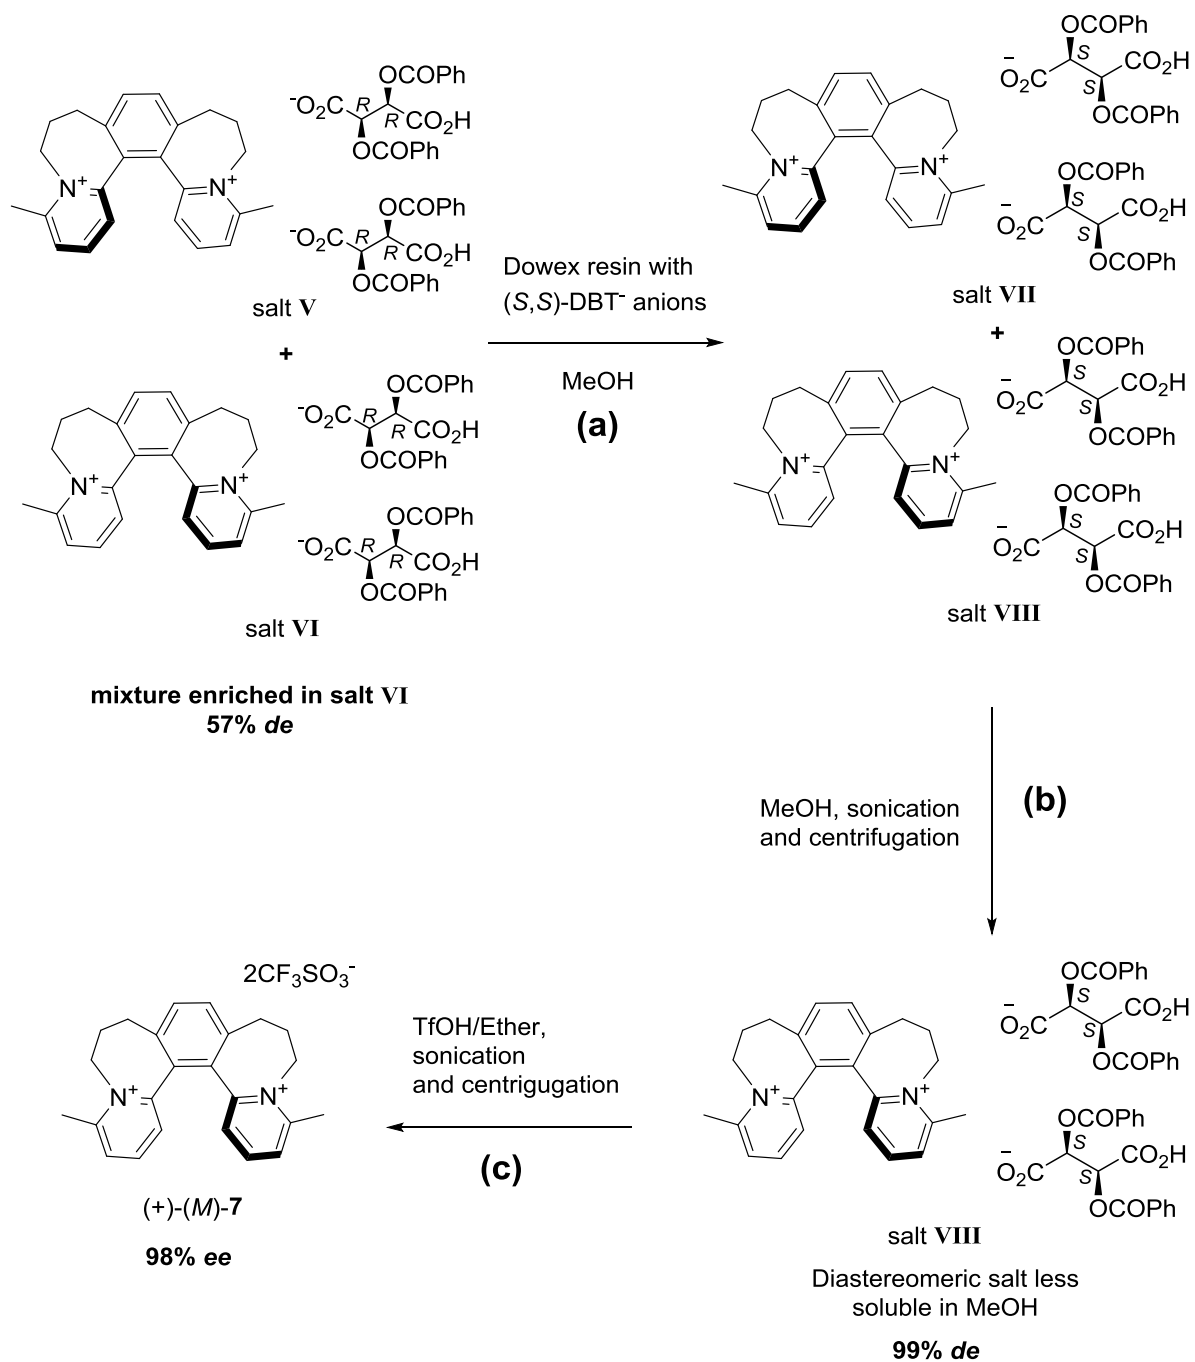 OCOPh
⁻O₂C R
R CO₂H
OCOPh
N⁺ N⁺
OCOPh
⁻O₂C R
R CO₂H
OCOPh
salt V
+
OCOPh
⁻O₂C R
R CO₂H
OCOPh
N⁺ N⁺
OCOPh
⁻O₂C R
R CO₂H
OCOPh
salt VI
mixture enriched in salt VI
57% de
Dowex resin with
(S,S)-DBT⁻ anions
MeOH
(a)
OCOPh
⁻O₂C S CO₂H
S
OCOPh
N⁺ N⁺
OCOPh
⁻O₂C S CO₂H
S
OCOPh
salt VII
+
OCOPh
⁻O₂C S CO₂H
S
OCOPh
N⁺ N⁺
OCOPh
⁻O₂C S CO₂H
S
OCOPh
salt VIII
MeOH, sonication
and centrifugation
(b)
OCOPh
⁻O₂C S CO₂H
S
OCOPh
N⁺ N⁺
OCOPh
⁻O₂C S CO₂H
S
OCOPh
salt VIII
Diastereomeric salt less
soluble in MeOH
99% de
TfOH/Ether,
sonication
and centrigugation
(c)
2CF₃SO₃⁻
N⁺ N⁺
(+)-(M)-7
98% ee